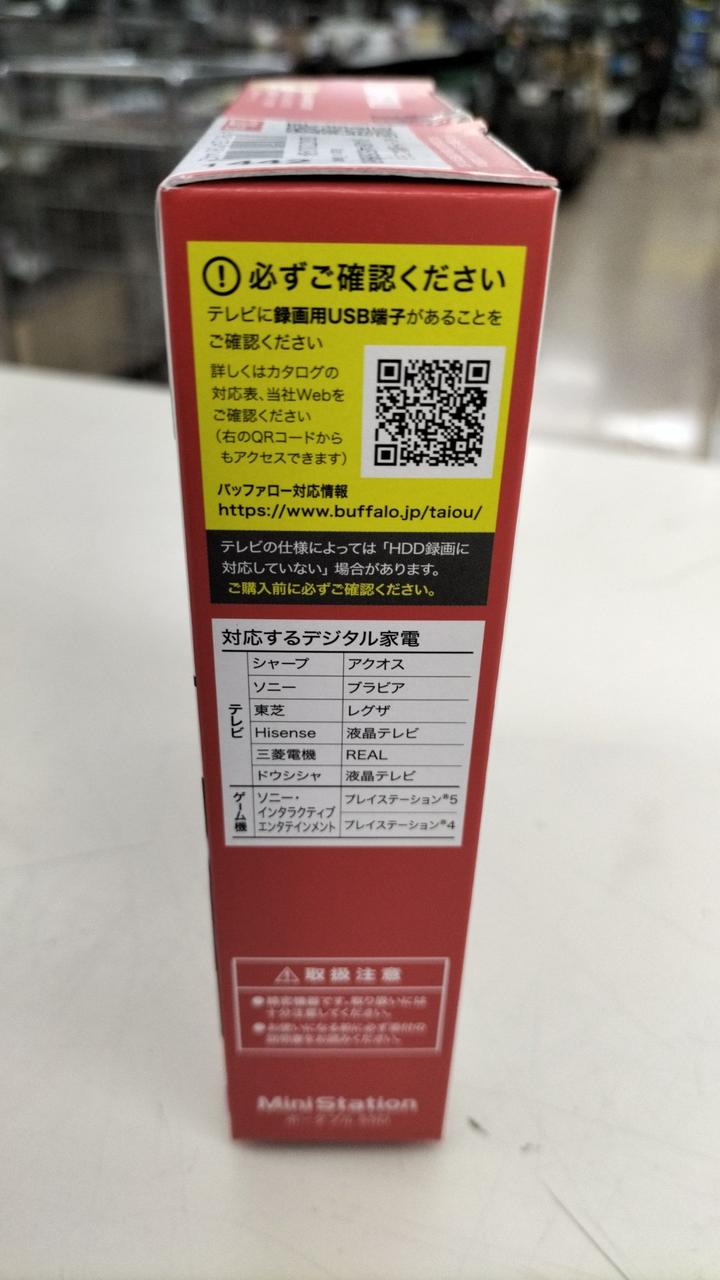 必ずご確認ください
テレビに録画用USB端子があることを
ご確認ください
詳しくはカタログの
対応表、当社Webを
ご確認ください
(右のQRコードから
もアクセスできます)
バッファロー対応情報
https://www.buffalo.jp/taiou/
テレビの仕様によっては「HDD録画に
対応していない」場合があります。
ご購入前に必ずご確認ください。
対応するデジタル家電
テレビ
シャープ アクオス
ソニー ブラビア
東芝 レグザ
Hisense 液晶テレビ
三菱電機 REAL
ドウシシャ 液晶テレビ
ゲーム機
ソニー・
インタラクティブ
エンタテインメント
プレイステーション®5
プレイステーション®4
取扱注意
MiniStation